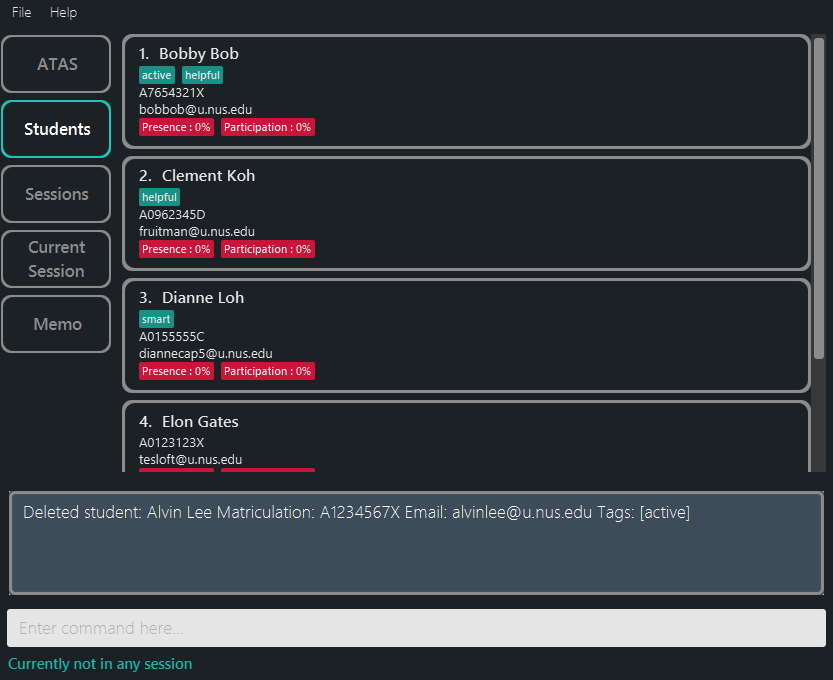 File Help
ATAS
Students
Sessions
Current
Session
Memo
1. Bobby Bob
active helpful
A7654321X
bobbob@u.nus.edu
Presence : 0% Participation : 0%
2. Clement Koh
helpful
A0962345D
fruitman@u.nus.edu
Presence : 0% Participation : 0%
3. Dianne Loh
smart
A0155555C
diannecap5@u.nus.edu
Presence : 0% Participation : 0%
4. Elon Gates
A0123123X
tesloft@u.nus.edu
Deleted student: Alvin Lee Matriculation: A1234567X Email: alvinlee@u.nus.edu Tags: [active]
Enter command here...
Currently not in any session